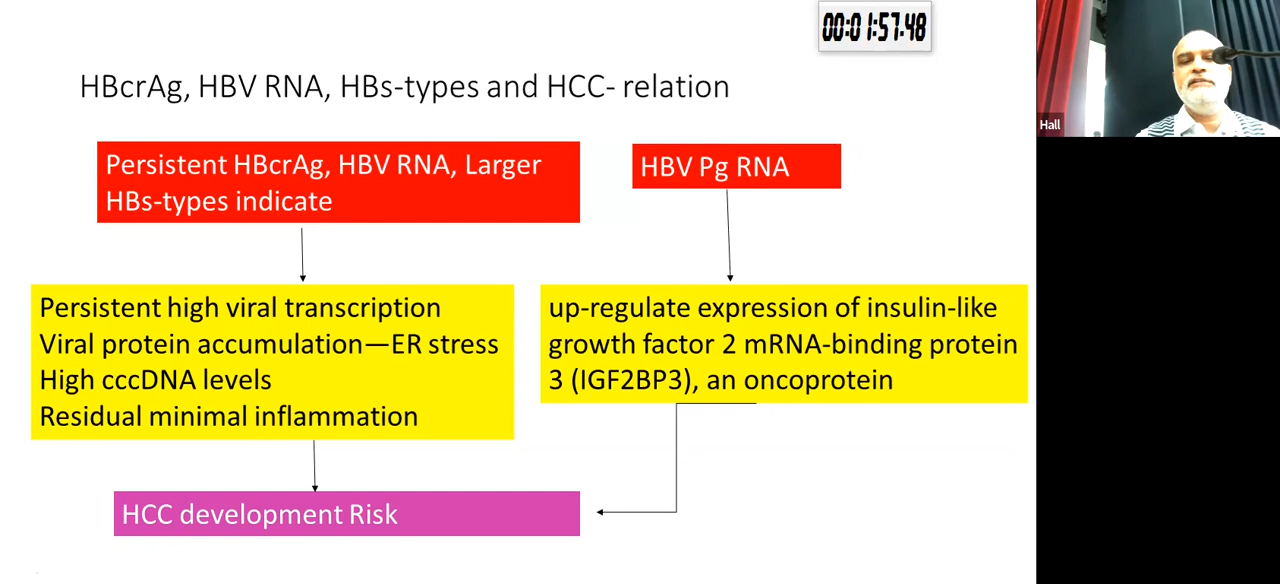 00:01:57.48
HBcrAg, HBV RNA, HBs-types and HCC- relation
Persistent HBcrAg, HBV RNA, Larger
HBs-types indicate
HBV Pg RNA
Persistent high viral transcription
Viral protein accumulation—ER stress
High cccDNA levels
Residual minimal inflammation
up-regulate expression of insulin-like
growth factor 2 mRNA-binding protein
3 (IGF2BP3), an oncoprotein
HCC development Risk
Hall